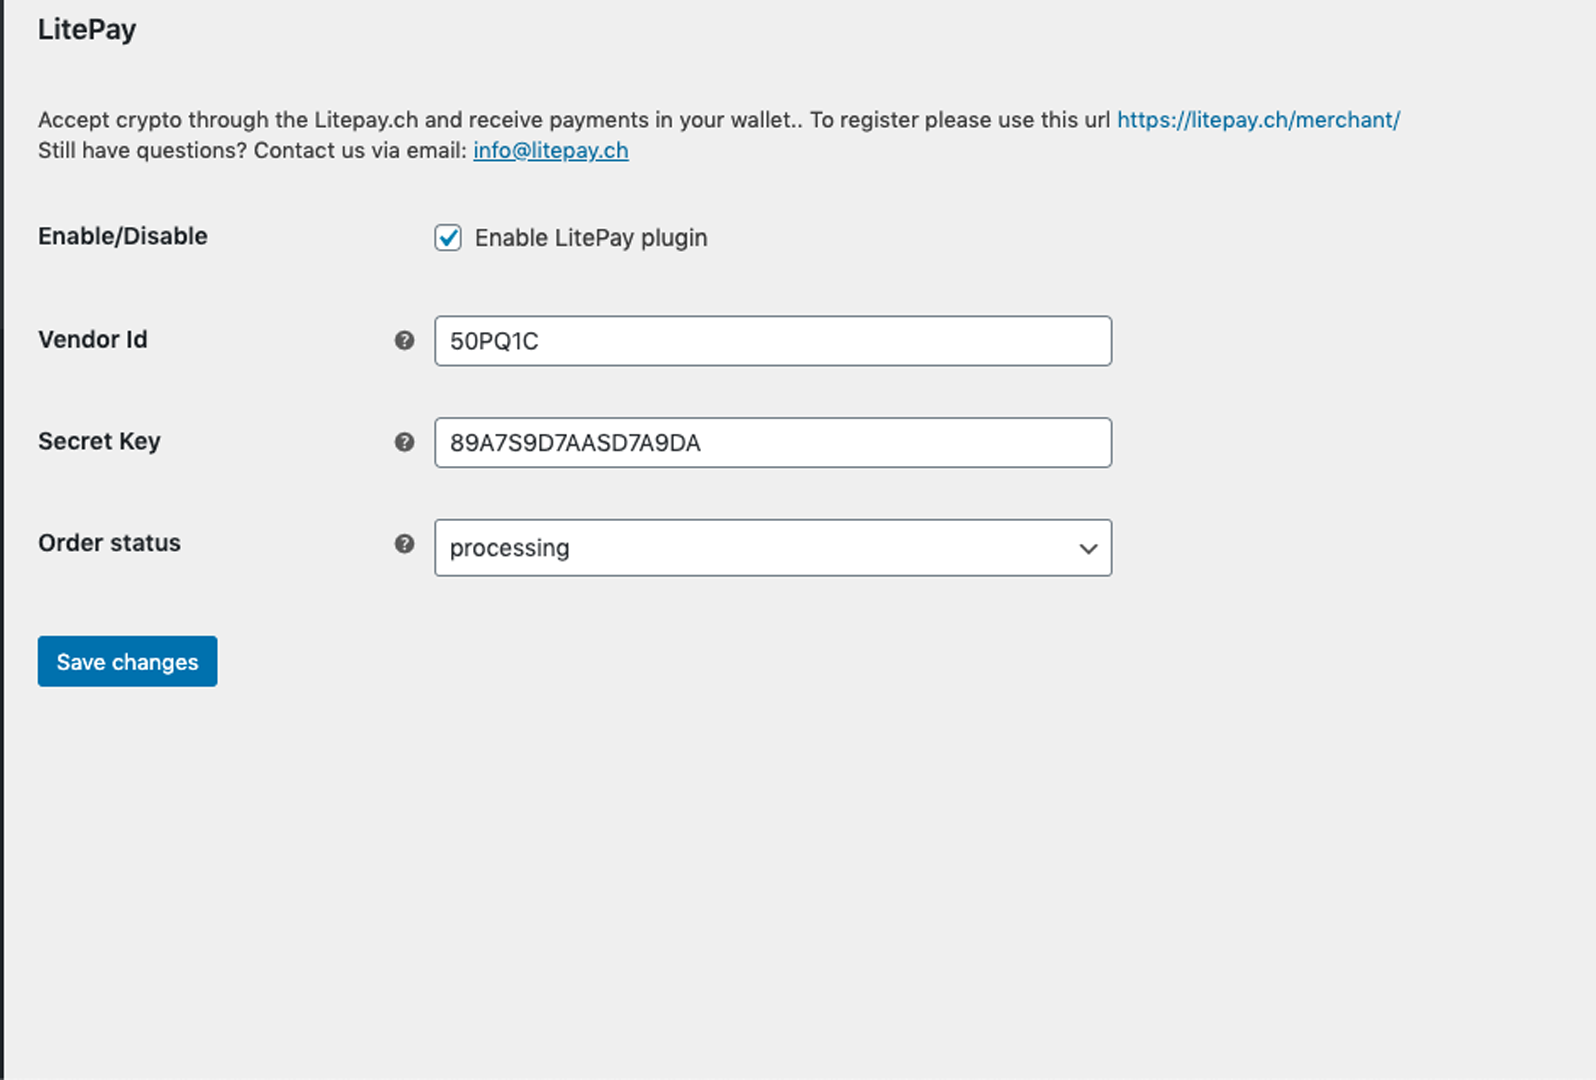 LitePay
Accept crypto through the Litepay.ch and receive payments in your wallet.. To register please use this url https://litepay.ch/merchant/
Still have questions? Contact us via email: info@litepay.ch
Enable/Disable
Enable LitePay plugin
Vendor Id
50PQ1C
Secret Key
89A7S9D7AASD7A9DA
Order status
processing
Save changes